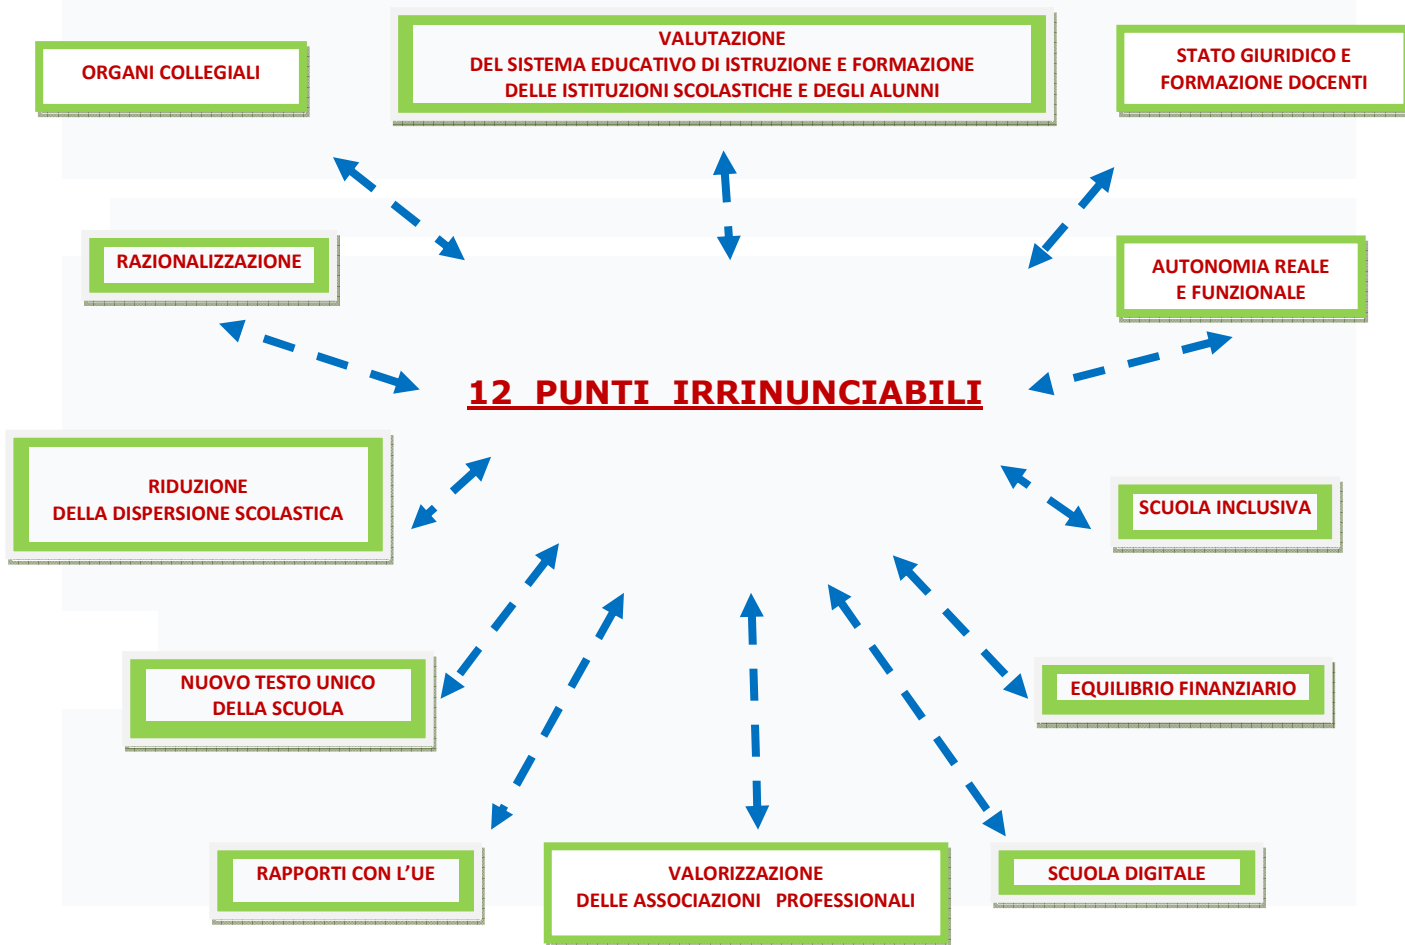 ORGANI COLLEGIALI
VALUTAZIONE
DEL SISTEMA EDUCATIVO DI ISTRUZIONE E FORMAZIONE
DELLE ISTITUZIONI SCOLASTICHE E DEGLI ALUNNI
STATO GIURIDICO E
FORMAZIONE DOCENTI
RAZIONALIZZAZIONE
AUTONOMIA REALE
E FUNZIONALE
12 PUNTI IRRINUNCIABILI
RIDUZIONE
DELLA DISPERSIONE SCOLASTICA
SCUOLA INCLUSIVA
NUOVO TESTO UNICO
DELLA SCUOLA
EQUILIBRIO FINANZIARIO
RAPPORTI CON L’UE
VALORIZZAZIONE
DELLE ASSOCIAZIONI PROFESSIONALI
SCUOLA DIGITALE